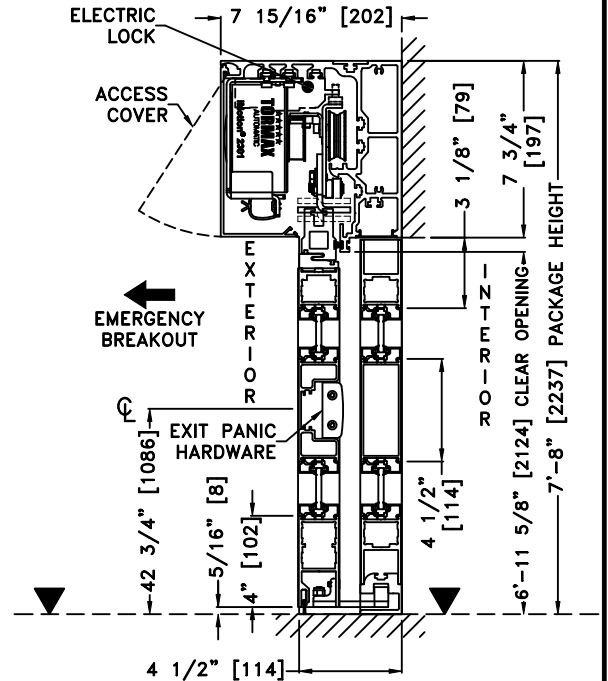 7 15/16" [202]
ELECTRIC
LOCK
ACCESS
COVER
TORMAX
AUTOMATIC
3 1/8" [79]
7 3/4"
[197]
EXTERIOR
INTERIOR
EMERGENCY
BREAKOUT
℄
EXIT PANIC
HARDWARE
42 3/4" [1086]
5/16" [8]
4" [102]
4 1/2"
[114]
6'-11 5/8" [2124] CLEAR OPENING
7'-8" [2237] PACKAGE HEIGHT
4 1/2" [114]